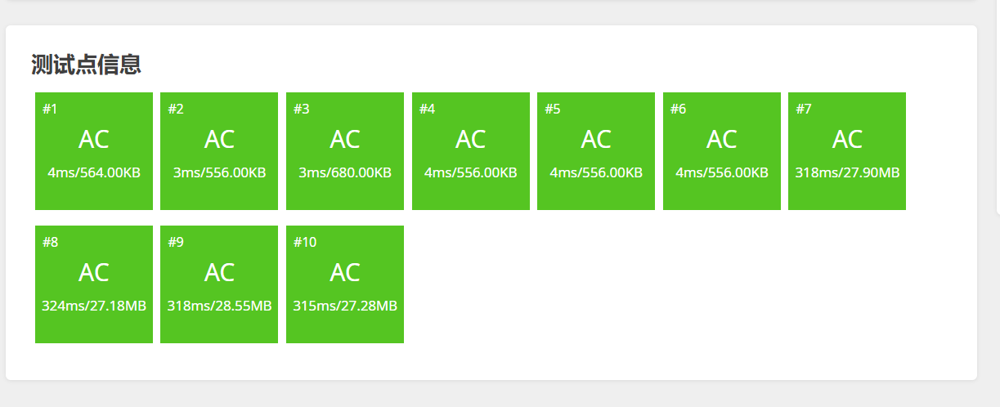 测试点信息
#1 #2 #3 #4 #5 #6 #7
AC AC AC AC AC AC AC
4ms/564.00KB 3ms/556.00KB 3ms/680.00KB 4ms/556.00KB 4ms/556.00KB 4ms/556.00KB 318ms/27.90MB
#8 #9 #10
AC AC AC
324ms/27.18MB 318ms/28.55MB 315ms/27.28MB